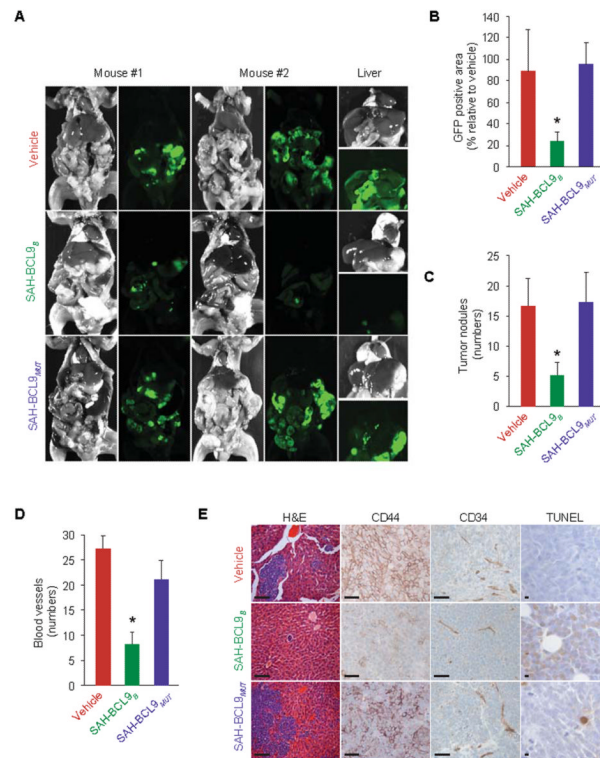 A
Mouse #1
Mouse #2
Liver
Vehicle
SAH-BCL9B
SAH-BCL9MUT
B
GFP positive area
(% relative to vehicle)
140
120
100
80
60
40
20
0
*
Vehicle
SAH-BCL9B
SAH-BCL9MUT
C
Tumor nodules
(numbers)
25
20
15
10
5
0
*
Vehicle
SAH-BCL9B
SAH-BCL9MUT
D
Blood vessels
(numbers)
30
25
20
15
10
5
0
*
Vehicle
SAH-BCL9B
SAH-BCL9MUT
E
H&E
CD44
CD34
TUNEL
Vehicle
SAH-BCL9B
SAH-BCL9MUT